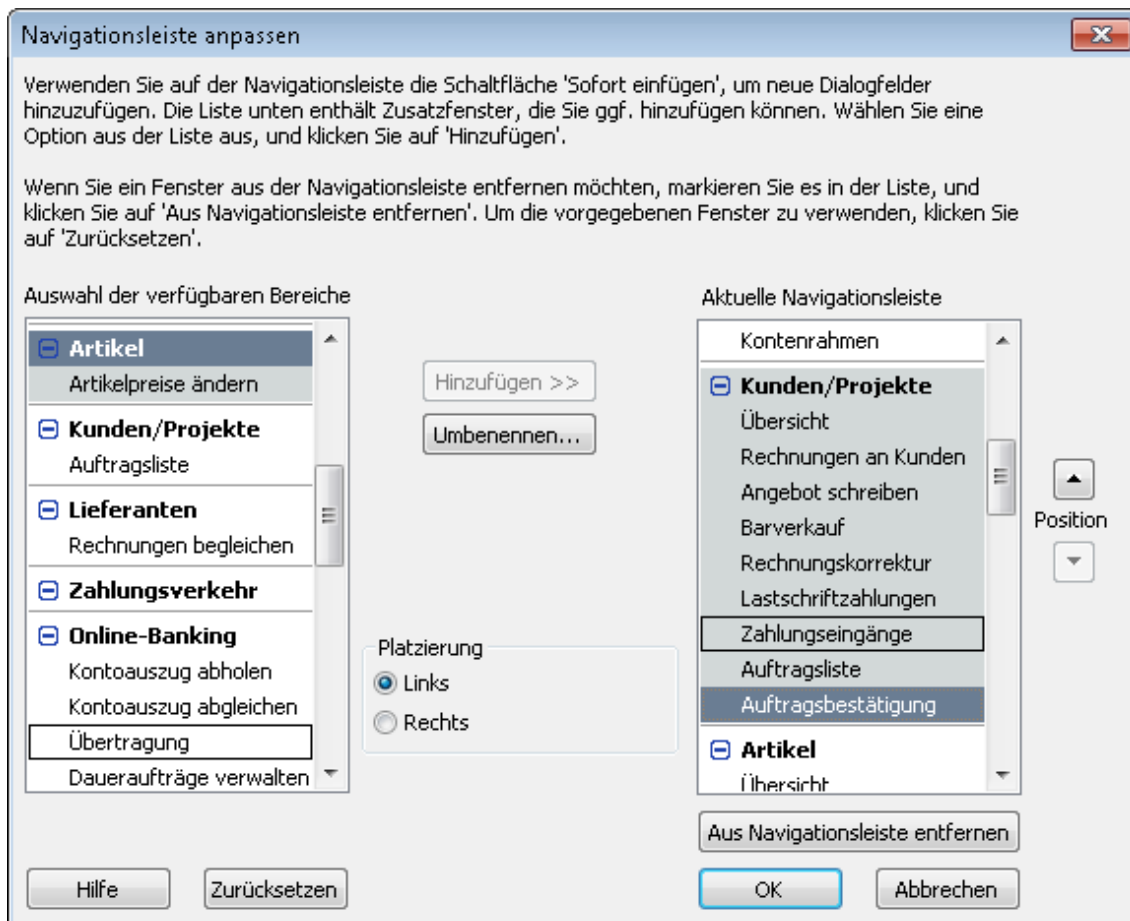 Navigationsleiste anpassen
Verwenden Sie auf der Navigationsleiste die Schaltfläche 'Sofort einfügen', um neue Dialogfelder
hinzuzufügen. Die Liste unten enthält Zusatzfenster, die Sie ggf. hinzufügen können. Wählen Sie eine
Option aus der Liste aus, und klicken Sie auf 'Hinzufügen'.
Wenn Sie ein Fenster aus der Navigationsleiste entfernen möchten, markieren Sie es in der Liste, und
klicken Sie auf 'Aus Navigationsleiste entfernen'. Um die vorgegebenen Fenster zu verwenden, klicken Sie
auf 'Zurücksetzen'.
Auswahl der verfügbaren Bereiche
Artikel
Artikelpreise ändern
Kunden/Projekte
Auftragsliste
Lieferanten
Rechnungen begleichen
Zahlungsverkehr
Online-Banking
Kontoauszug abholen
Kontoauszug abgleichen
Übertragung
Daueraufträge verwalten
Hinzufügen >>
Umbenennen...
Platzierung
Links
Rechts
Aktuelle Navigationsleiste
Kontenrahmen
Kunden/Projekte
Übersicht
Rechnungen an Kunden
Angebot schreiben
Barverkauf
Rechnungskorrektur
Lastschriftzahlungen
Zahlungseingänge
Auftragsliste
Auftragsbestätigung
Artikel
Übersicht
Position
Aus Navigationsleiste entfernen
Hilfe
Zurücksetzen
OK
Abbrechen